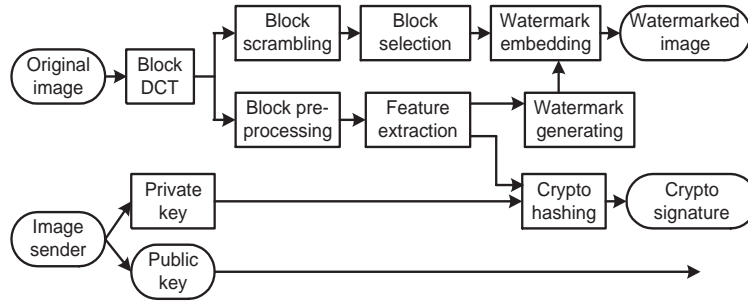 Original
image
Block
DCT
Block
scrambling
Block
selection
Watermark
embedding
Watermarked
image
Block pre-
processing
Feature
extraction
Watermark
generating
Image
sender
Private
key
Crypto
hashing
Crypto
signature
Public
key